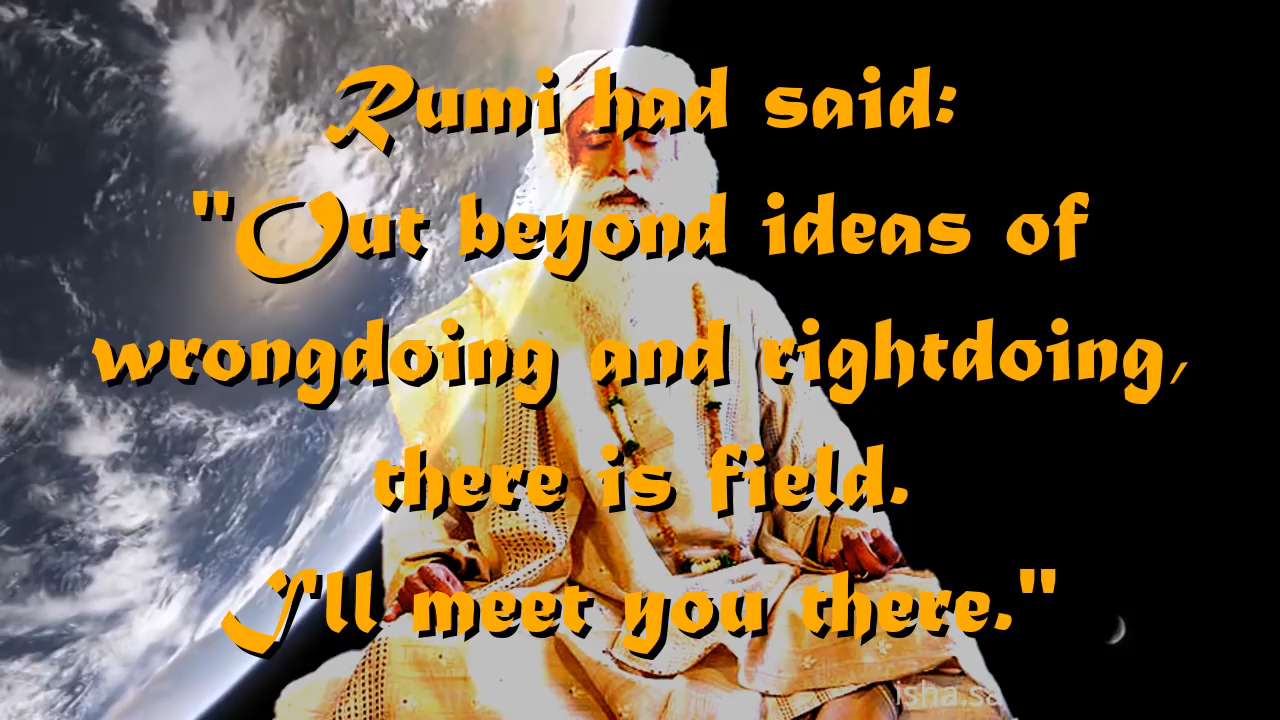 Rumi had said:
"Out beyond ideas of
wrongdoing and rightdoing,
there is field.
I'll meet you there."